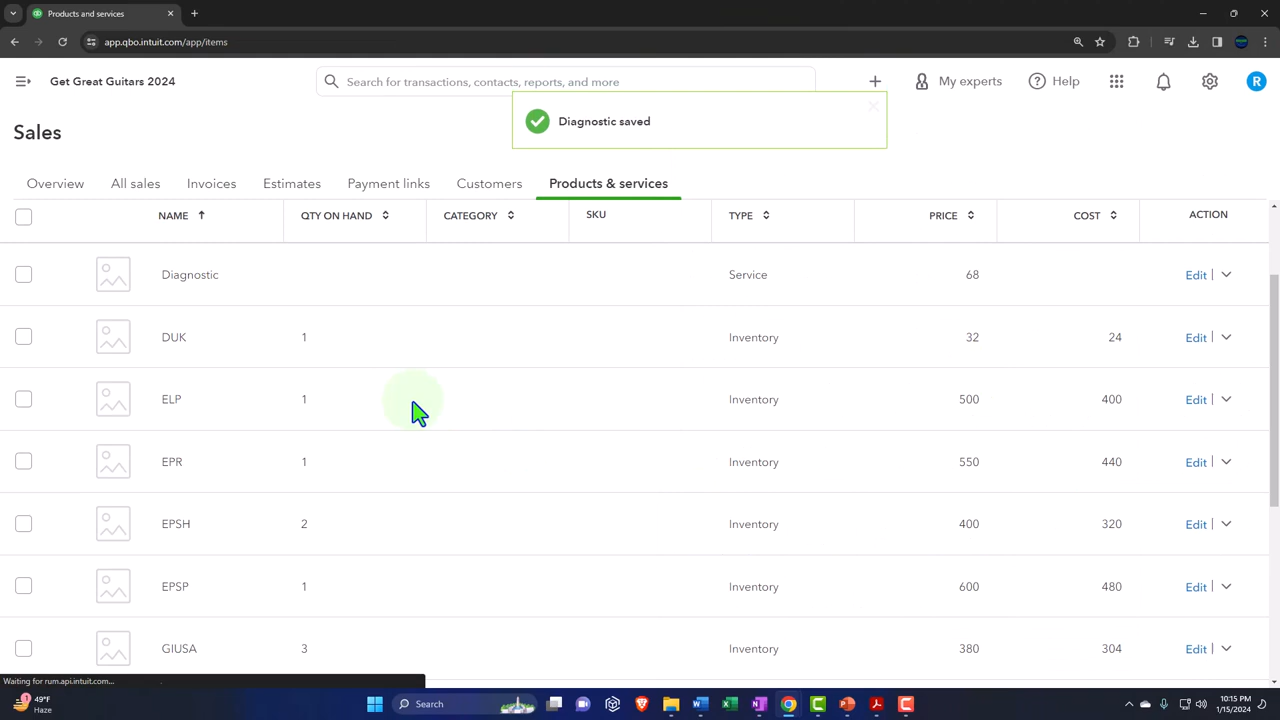 Products and services
app.qbo.intuit.com/app/items
Get Great Guitars 2024
Search for transactions, contacts, reports, and more
My experts
Help
R
Diagnostic saved
Sales
Overview All sales Invoices Estimates Payment links Customers Products & services
NAME QTY ON HAND CATEGORY SKU TYPE PRICE COST ACTION
Diagnostic Service 68 Edit
DUK 1 Inventory 32 24 Edit
ELP 1 Inventory 500 400 Edit
EPR 1 Inventory 550 440 Edit
EPSH 2 Inventory 400 320 Edit
EPSP 1 Inventory 600 480 Edit
GIUSA 3 Inventory 380 304 Edit
Waiting for rum.api.intuit.com...
49°F
Haze
Search
10:15 PM
1/15/2024